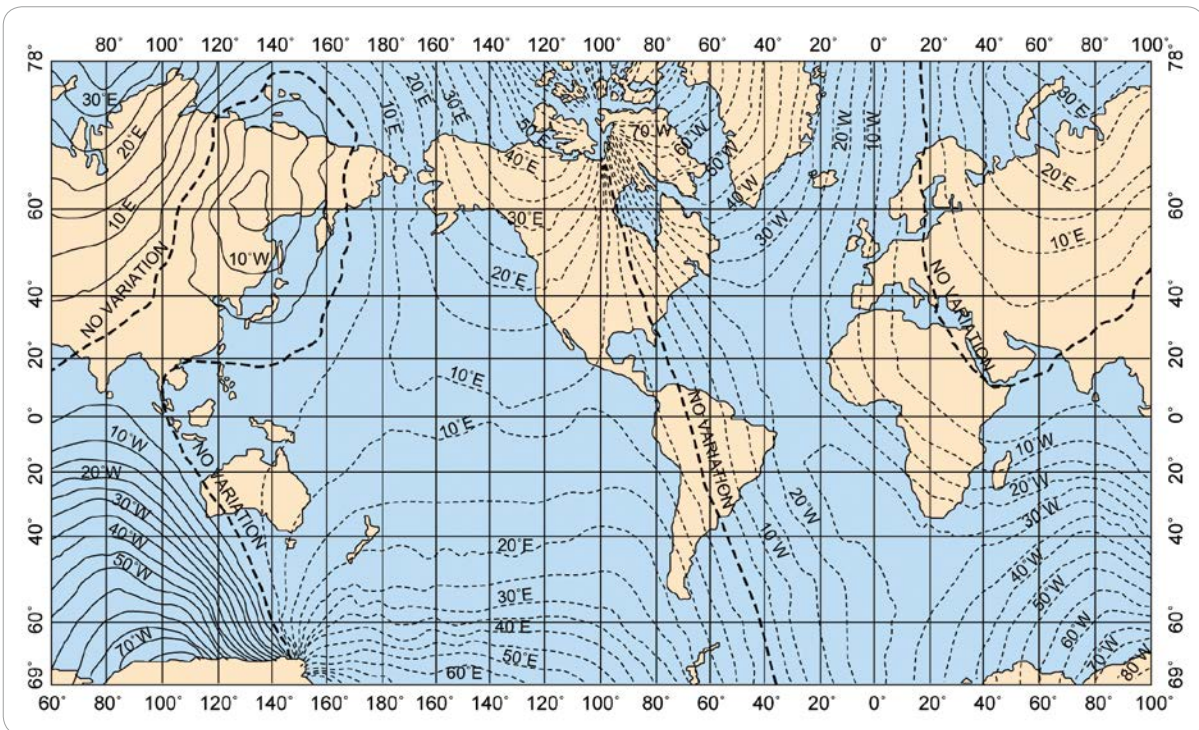 80° 100° 120° 140° 160° 180° 160° 140° 120° 100° 80° 60° 40° 20° 0° 20° 40° 60° 80° 100°
78° 78°
30˚E 10˚E 20˚E 30˚E 50˚E 70˚W 60˚W 50˚W 20˚W 10˚W 30˚E
20˚E 40˚E 40˚W 20˚E
60° 10˚E 30˚E 30˚W 10˚E 60°
NO VARIATION 10˚W 20˚E NO VARIATION
40° 40°
20° 20°
10˚E
0° 10˚E NO VARIATION 0°
10˚W NO VARIATION 10˚W
20° 20˚W 20˚W 20˚W 20°
30˚W 30˚W
40° 40˚W 20˚E 10˚W 40˚W 40°
50˚W 30˚E 50˚W
60° 40˚E 60˚W 60°
70˚W 50˚E 70˚W
69° 60˚E 80˚W 69°
60° 80° 100° 120° 140° 160° 180° 160° 140° 120° 100° 80° 60° 40° 20° 0° 20° 40° 60° 80° 100°